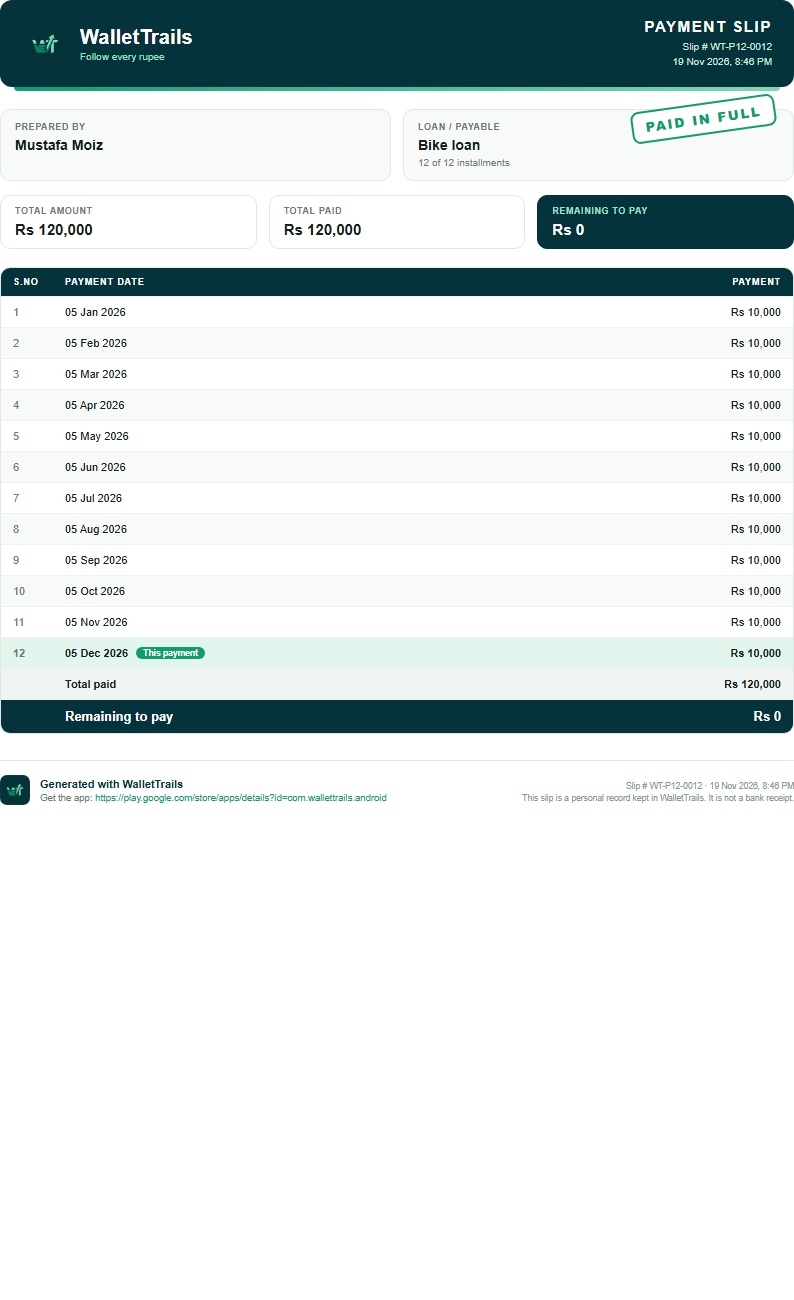 WalletTrails
Follow every rupee
PAYMENT SLIP
Slip # WT-P12-0012
19 Nov 2026, 8:46 PM
PREPARED BY
Mustafa Moiz
LOAN / PAYABLE
Bike loan
12 of 12 installments
PAID IN FULL
TOTAL AMOUNT
Rs 120,000
TOTAL PAID
Rs 120,000
REMAINING TO PAY
Rs 0
S.NO PAYMENT DATE PAYMENT
1 05 Jan 2026 Rs 10,000
2 05 Feb 2026 Rs 10,000
3 05 Mar 2026 Rs 10,000
4 05 Apr 2026 Rs 10,000
5 05 May 2026 Rs 10,000
6 05 Jun 2026 Rs 10,000
7 05 Jul 2026 Rs 10,000
8 05 Aug 2026 Rs 10,000
9 05 Sep 2026 Rs 10,000
10 05 Oct 2026 Rs 10,000
11 05 Nov 2026 Rs 10,000
12 05 Dec 2026 This payment Rs 10,000
Total paid Rs 120,000
Remaining to pay Rs 0
Generated with WalletTrails
Get the app: https://play.google.com/store/apps/details?id=com.wallettrails.android
Slip # WT-P12-0012 · 19 Nov 2026, 8:46 PM
This slip is a personal record kept in WalletTrails. It is not a bank receipt.